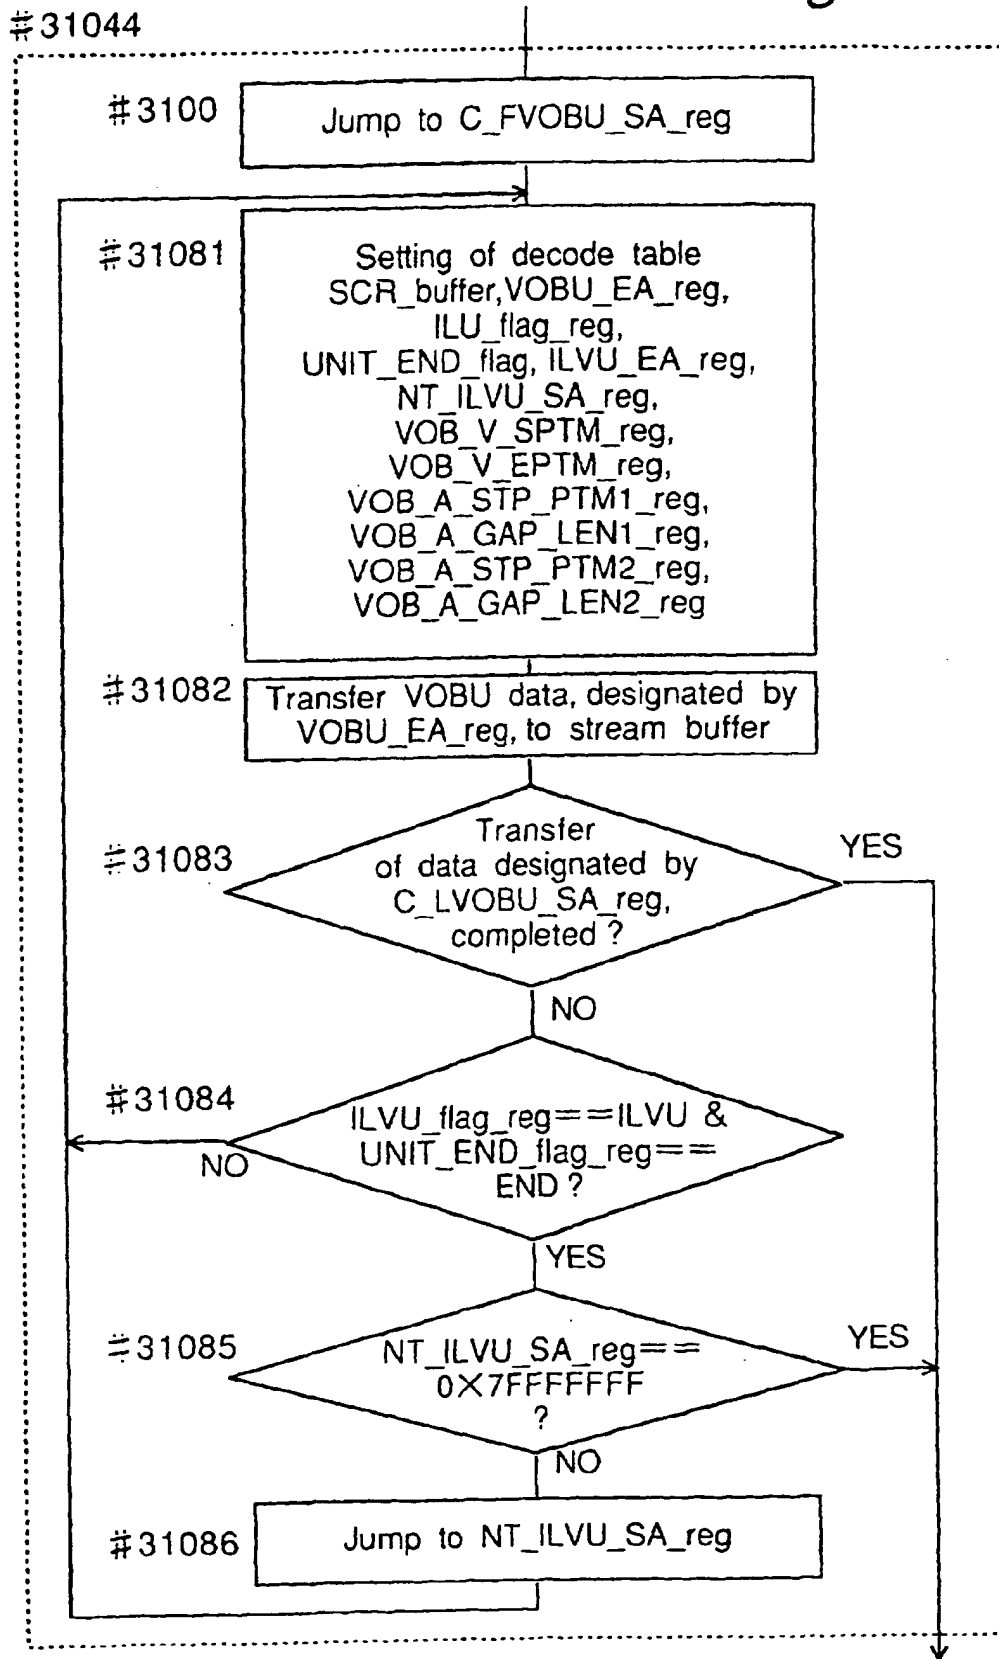 #31044
#3100
Jump to C_FVOBU_SA_reg
#31081
Setting of decode table
SCR_buffer,VOBU_EA_reg,
ILU_flag_reg,
UNIT_END_flag, ILVU_EA_reg,
NT_ILVU_SA_reg,
VOB_V_SPTM_reg,
VOB_V_EPTM_reg,
VOB_A_STP_PTM1_reg,
VOB_A_GAP_LEN1_reg,
VOB_A_STP_PTM2_reg,
VOB_A_GAP_LEN2_reg
#31082
Transfer VOBU data, designated by
VOBU_EA_reg, to stream buffer
#31083
Transfer
of data designated by
C_LVOBU_SA_reg,
completed ?
YES
NO
#31084
ILVU_flag_reg==ILVU &
UNIT_END_flag_reg==
END ?
NO
YES
#31085
NT_ILVU_SA_reg==
0X7FFFFFFF
?
YES
NO
#31086
Jump to NT_ILVU_SA_reg